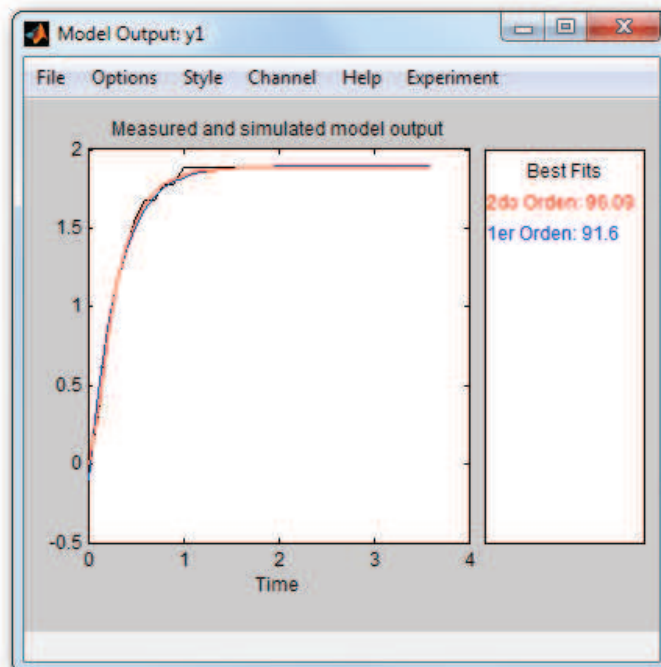 Model Output: y1
File Options Style Channel Help Experiment
Measured and simulated model output
2
1.5
1
0.5
0
-0.5
0 1 2 3 4
Time
Best Fits
2do Orden: 96.09
1er Orden: 91.6